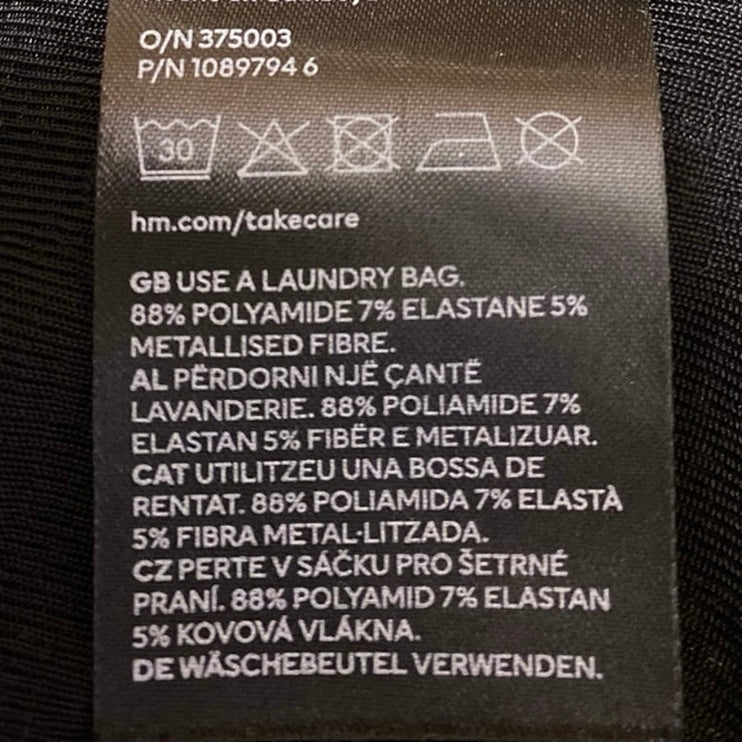 O/N 375003
P/N 1089794 6
30
hm.com/takecare
GB USE A LAUNDRY BAG.
88% POLYAMIDE 7% ELASTANE 5%
METALLISED FIBRE.
AL PËRDORNI NJË ÇANTË
LAVANDERIE. 88% POLIAMIDE 7%
ELASTAN 5% FIBËR E METALIZUAR.
CAT UTILITZEU UNA BOSSA DE
RENTAT. 88% POLIAMIDA 7% ELASTÀ
5% FIBRA METAL·LITZADA.
CZ PERTE V SÁČKU PRO ŠETRNÉ
PRANÍ. 88% POLYAMID 7% ELASTAN
5% KOVOVÁ VLÁKNA.
DE WÄSCHEBEUTEL VERWENDEN.